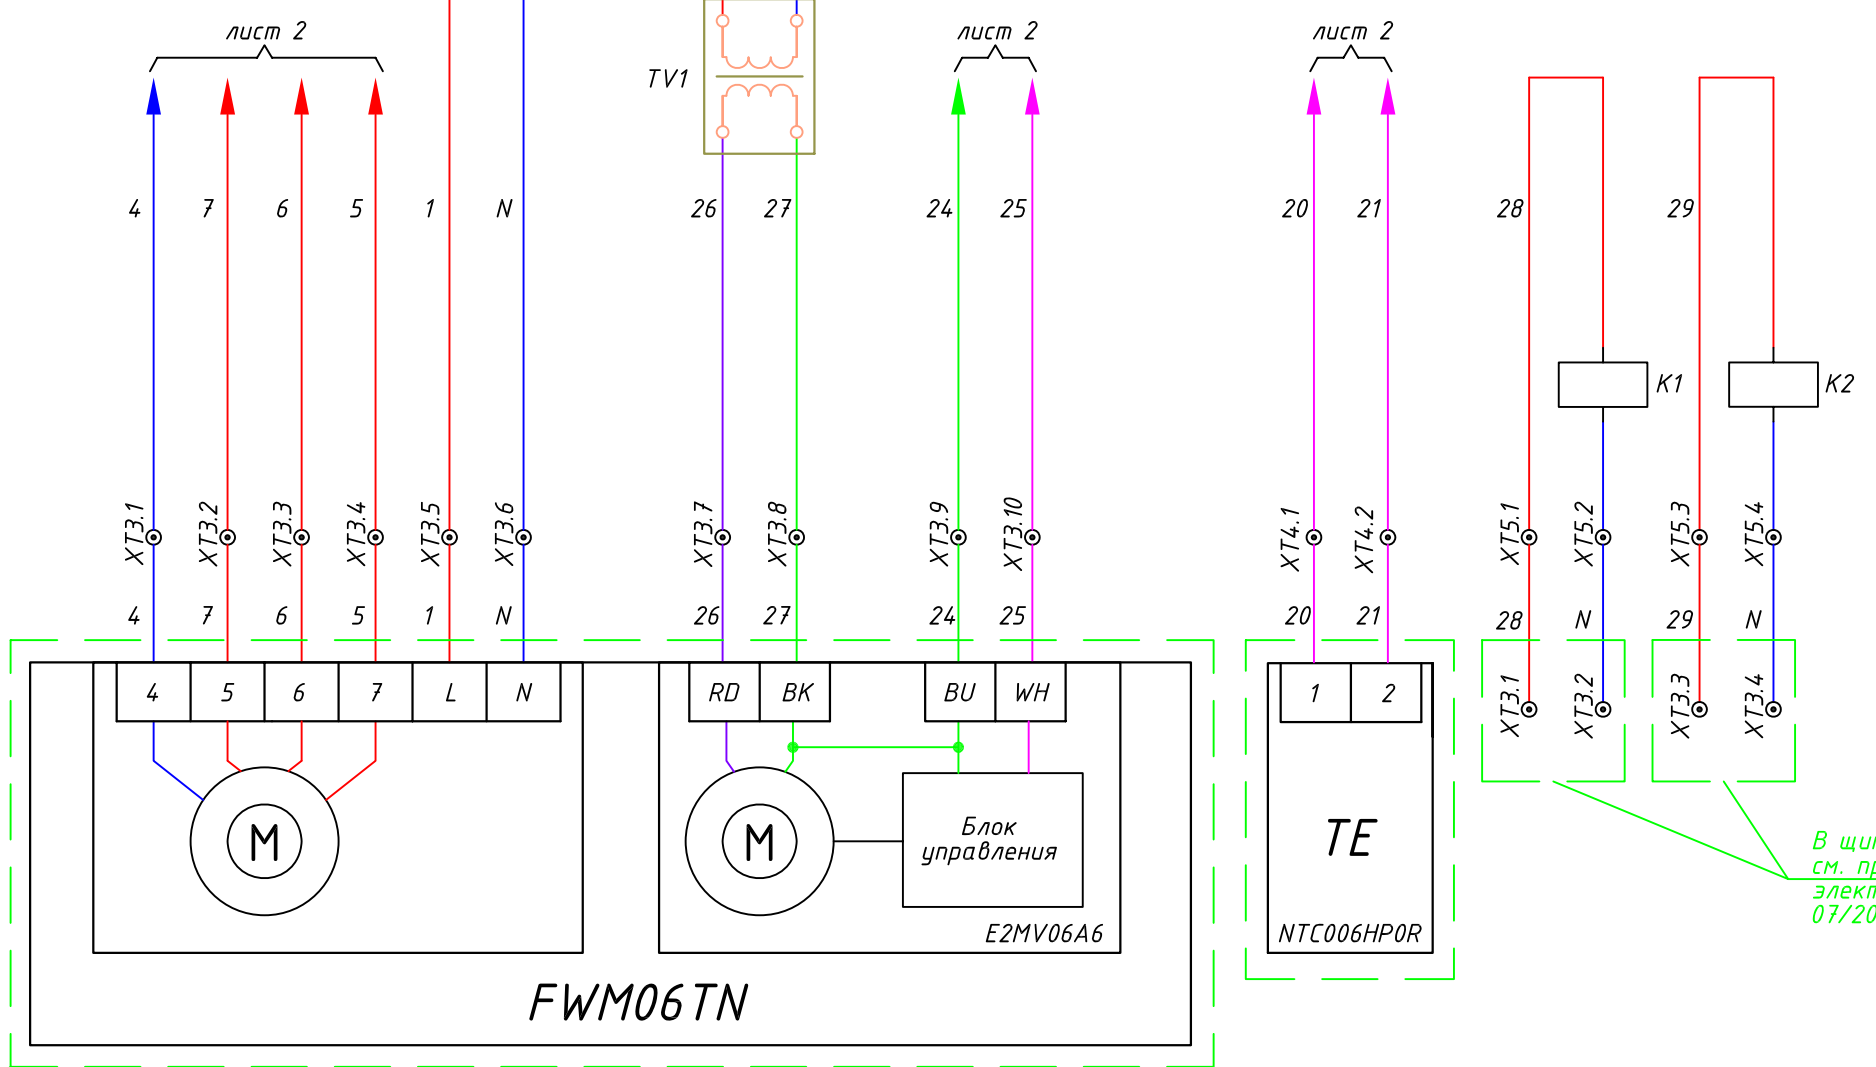 лист 2
лист 2
лист 2
TV1
4
7
6
5
1
N
26
27
24
25
20
21
28
29
K1
K2
XT3.1
XT3.2
XT3.3
XT3.4
XT3.5
XT3.6
XT3.7
XT3.8
XT3.9
XT3.10
XT4.1
XT4.2
XT5.1
XT5.2
XT5.3
XT5.4
4
7
6
5
1
N
26
27
24
25
20
21
28
N
29
N
4
5
6
7
L
N
RD
BK
BU
WH
1
2
XT3.1
XT3.2
XT3.3
XT3.4
M
M
Блок
управления
TE
E2MV06A6
NTC006HP0R
FWM06TN
В
см.
07/20